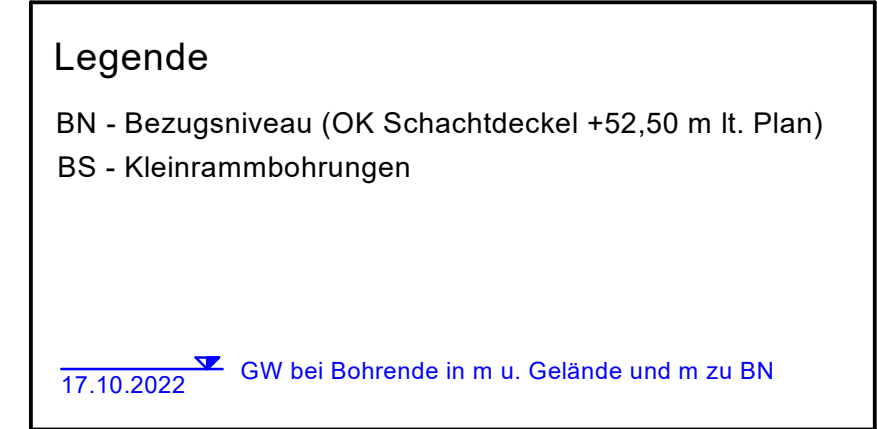 Legende
BN - Bezugsniveau (OK Schachtdeckel +52,50 m lt. Plan)
BS - Kleinrammbohrungen
17.10.2022 GW bei Bohrende in m u. Gelände und m zu BN